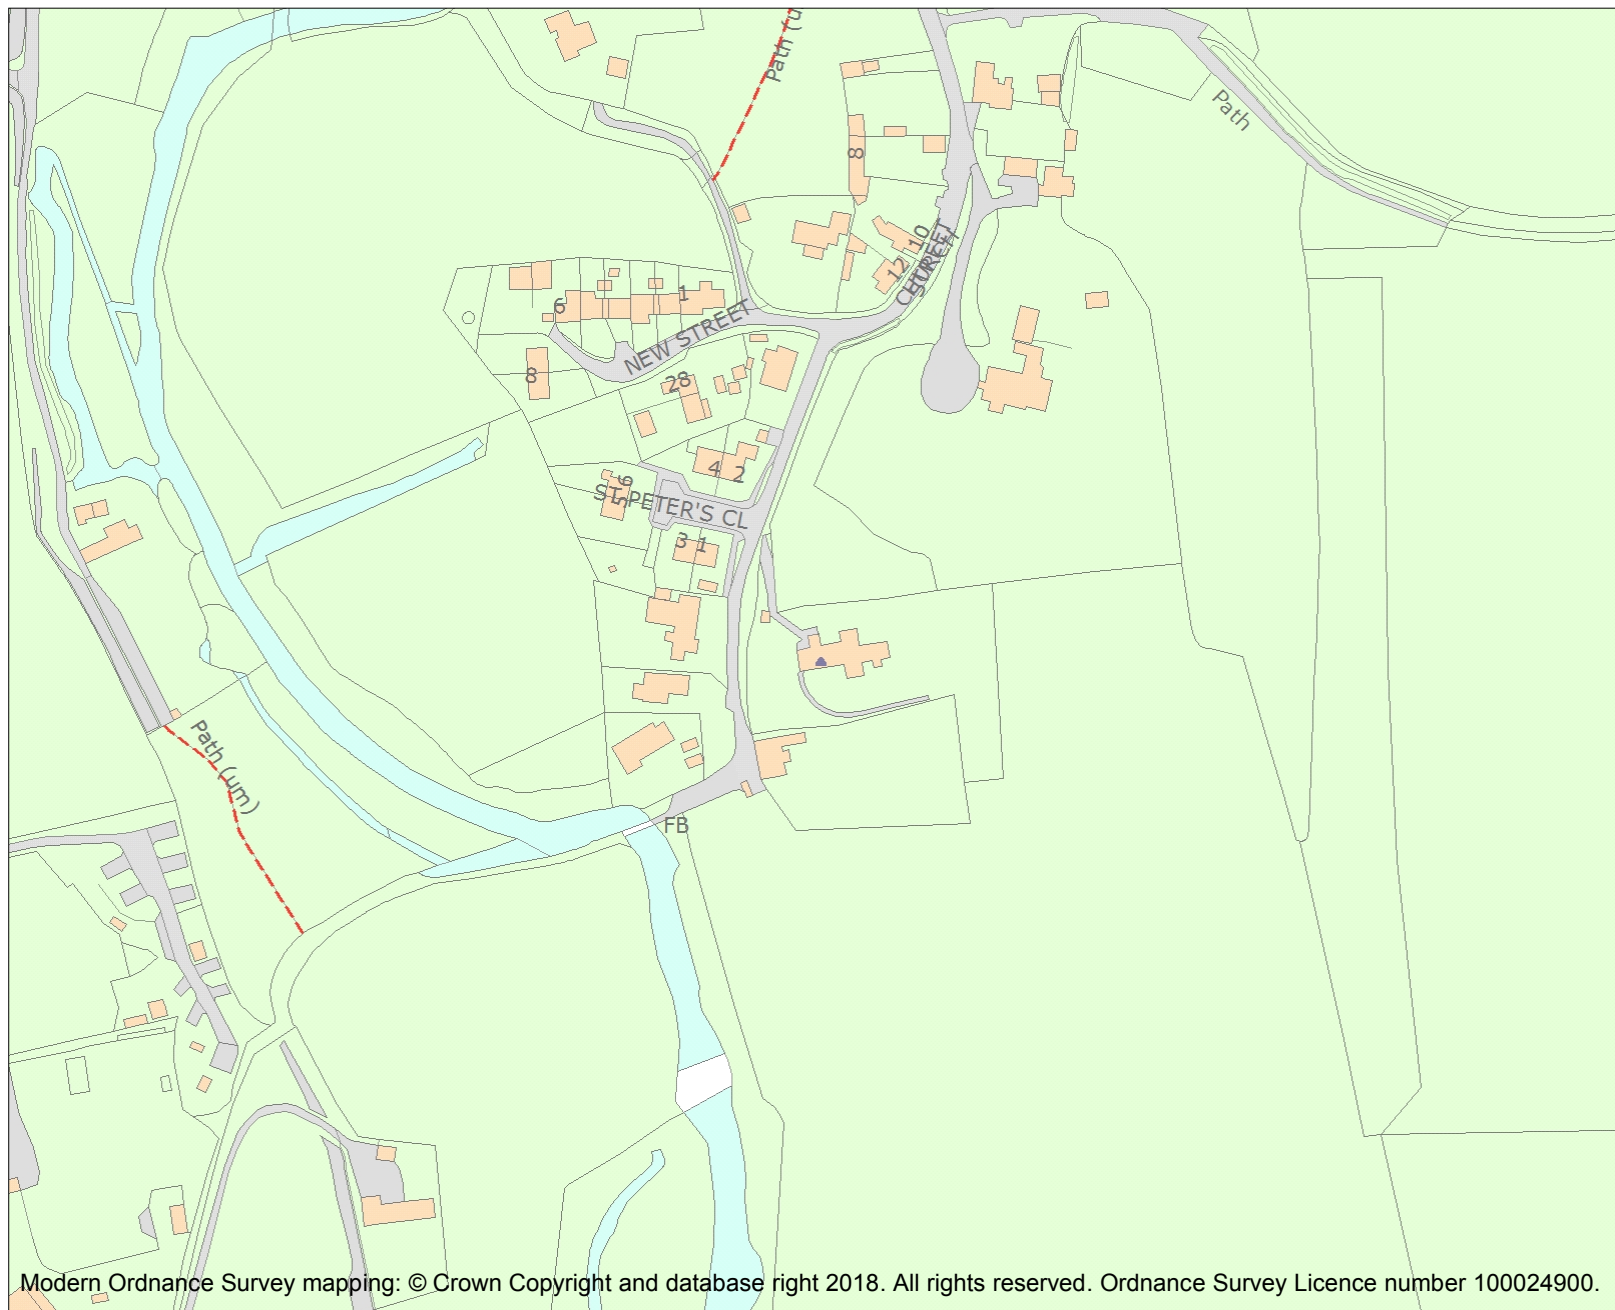 Path (u
Path
8
10
12
CHURCH
STREET
1
6
NEW STREET
8
28
4 2
5 6
ST PETER'S CL
3 1
Path (um)
FB
Modern Ordnance Survey mapping: © Crown Copyright and database right 2018. All rights reserved. Ordnance Survey Licence number 100024900.